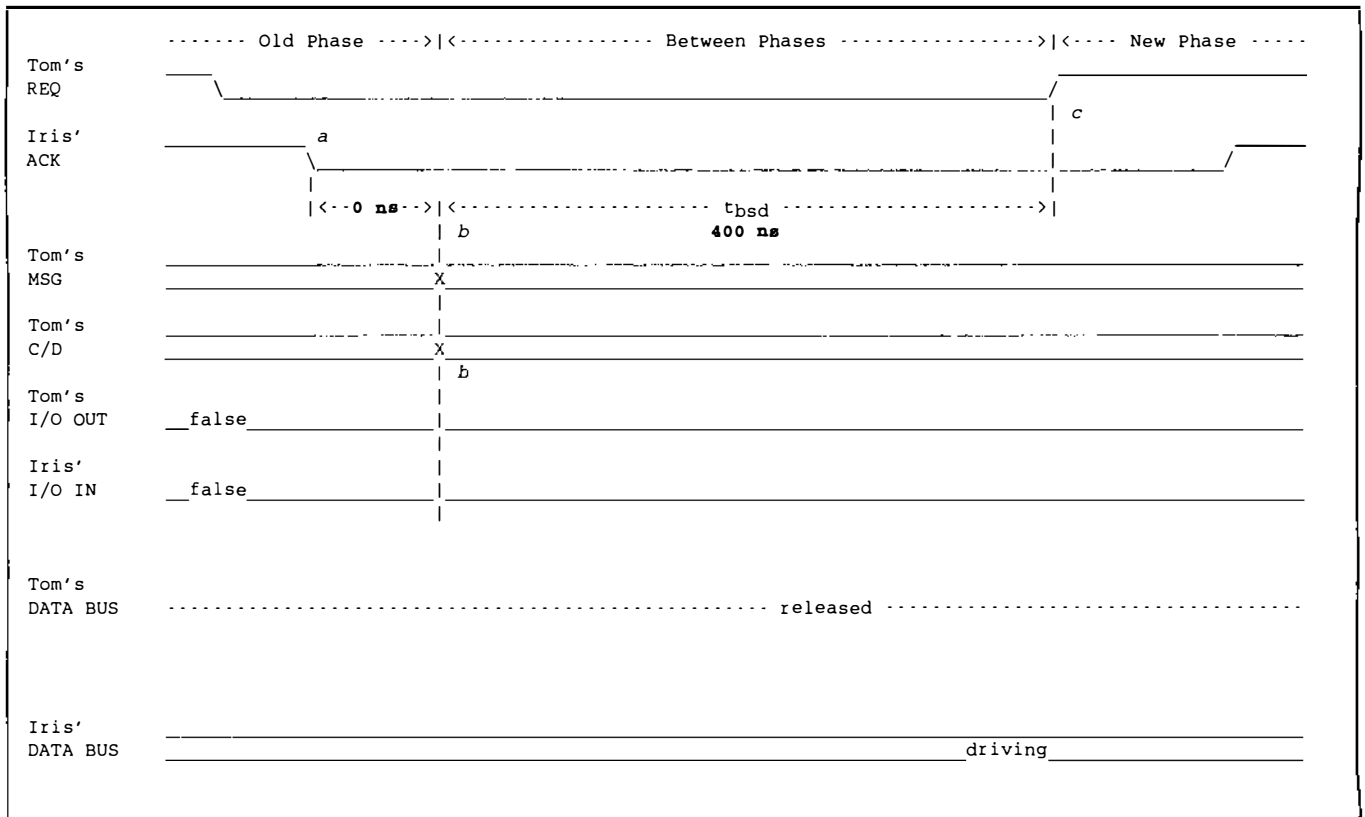 ------- Old Phase ---->|<----------------- Between Phases ----------------->|<---- New Phase -----
Tom's
REQ
c
Iris'
a
ACK
|<--0 ns-->|<---------------------- tbsd ----------------------->|
b
400 ns
Tom's
MSG
X
Tom's
C/D
X
b
Tom's
I/O OUT
false
Iris'
I/O IN
false
Tom's
DATA BUS
released
Iris'
DATA BUS
driving